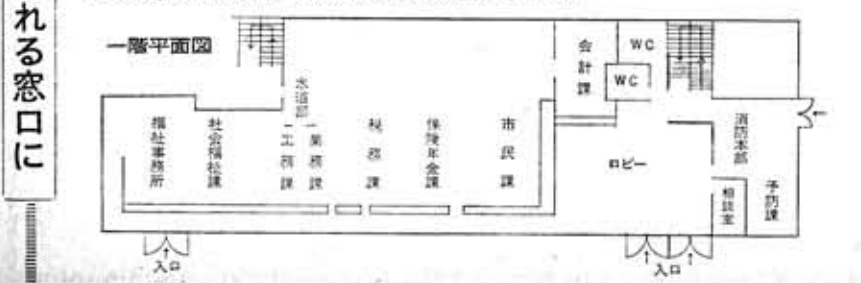 れる窓口に
一階平面図
福祉事務所
社会福祉課
水道部
工務課
業務課
税務課
保険年金課
市民課
会計課
WC
WC
ロビー
消防本部
相談室
予防課
入口
入口